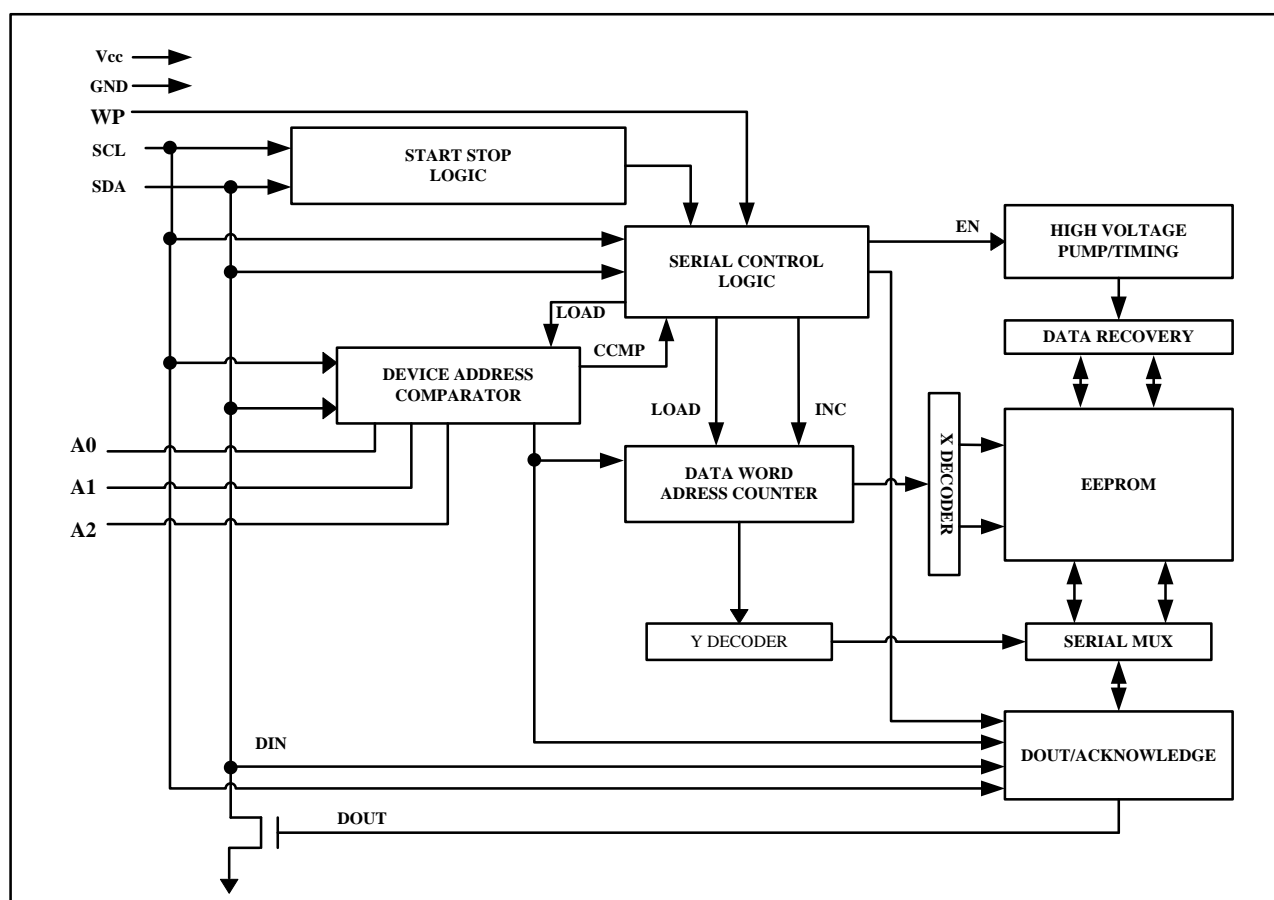 Vcc
GND
WP
SCL
SDA
START STOP
LOGIC
SERIAL CONTROL
LOGIC
EN
HIGH VOLTAGE
PUMP/TIMING
LOAD
CCMP
DATA RECOVERY
DEVICE ADDRESS
COMPARATOR
LOAD
INC
A0
A1
A2
DATA WORD
ADRESS COUNTER
X DECODER
EEPROM
Y DECODER
SERIAL MUX
DIN
DOUT/ACKNOWLEDGE
DOUT